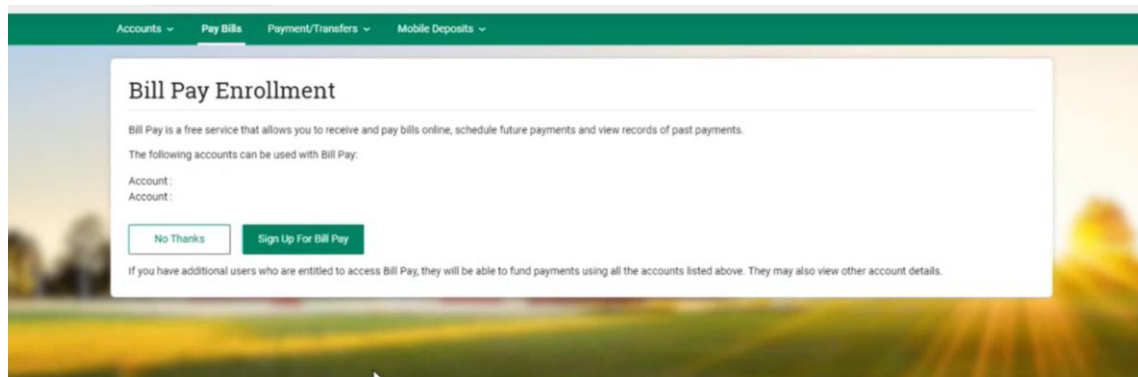 Accounts Pay Bills Payment/Transfers Mobile Deposits
Bill Pay Enrollment
Bill Pay is a free service that allows you to receive and pay bills online, schedule future payments and view records of past payments.
The following accounts can be used with Bill Pay:
Account :
Account :
No Thanks Sign Up For Bill Pay
If you have additional users who are entitled to access Bill Pay, they will be able to fund payments using all the accounts listed above. They may also view other account details.